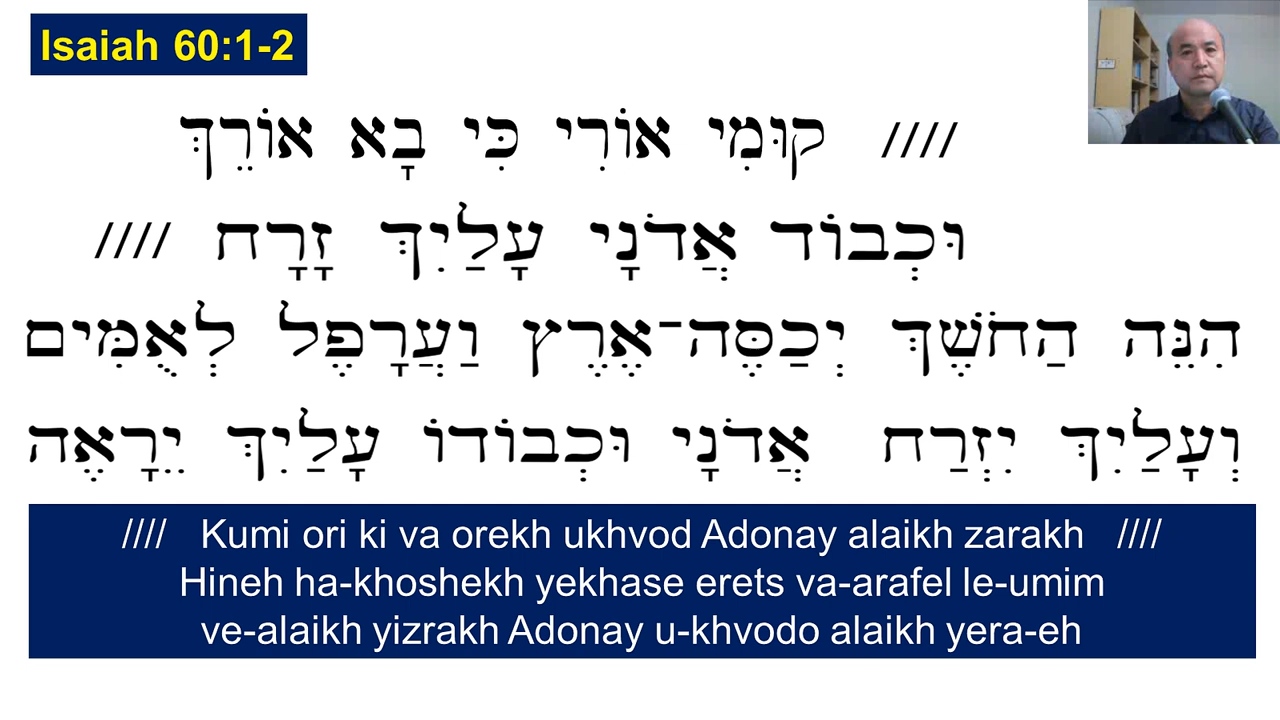 Isaiah 60:1-2
//// קוּמִי אוֹרִי כִּי בָא אוֹרֵךְ
וּכְבוֹד אֲדֹנָי עָלַיִךְ זָרָח ////
הִנֵּה הַחֹשֶׁךְ יְכַסֶּה־אֶרֶץ וַעֲרָפֶל לְאֻמִּים
וְעָלַיִךְ יִזְרַח אֲדֹנָי וּכְבוֹדוֹ עָלַיִךְ יֵרָאֶה
//// Kumi ori ki va orekh ukhvod Adonay alaikh zarakh ////
Hineh ha-khoshekh yekhase erets va-arafel le-umim
ve-alaikh yizrakh Adonay u-khvodo alaikh yera-eh